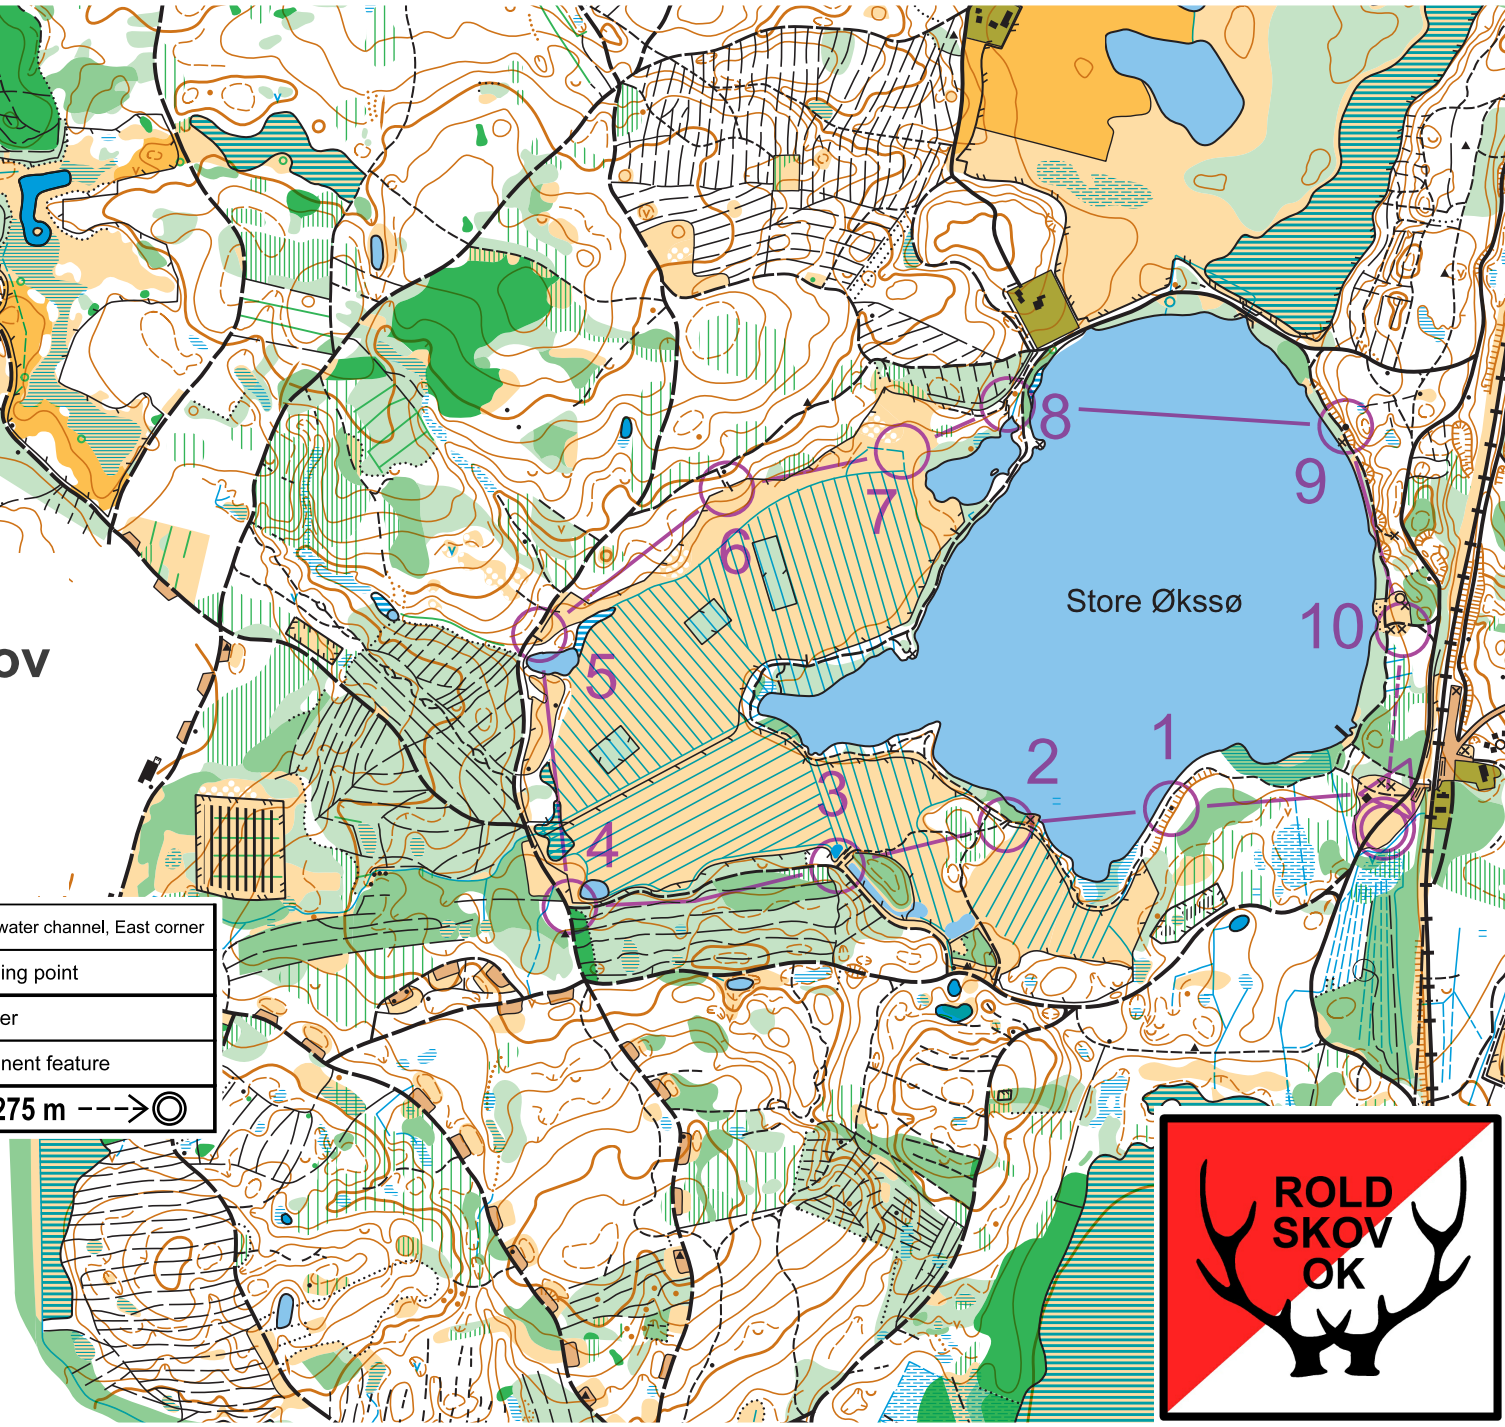 8
9
7
6
Store Økssø
10
ov
5
1
2
3
4
water channel, East corner
ing point
er
nent feature
275 m
ROLD
SKOV
OK